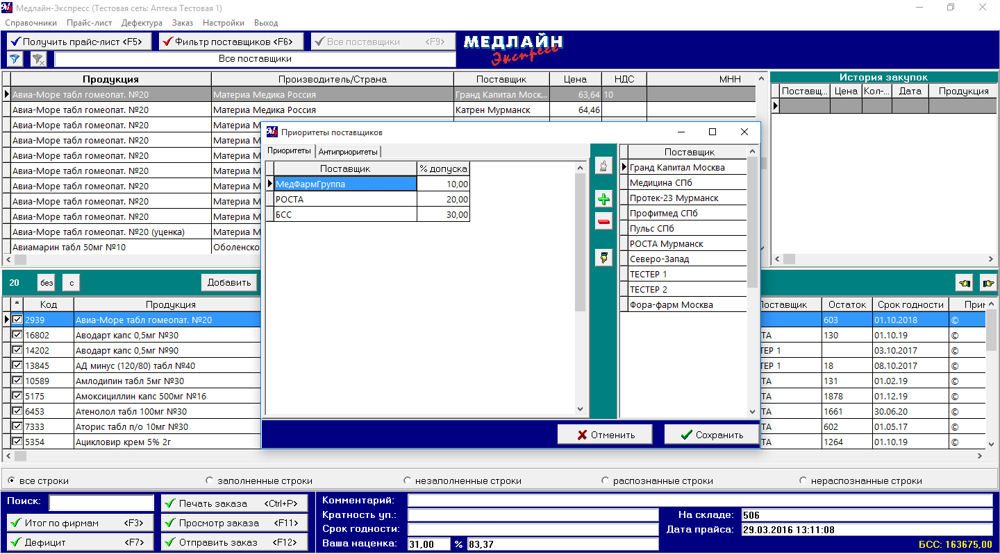 Медлайн-Экспресс (Тестовая сеть: Аптека Тестовая 1)
Справочники Прайс-лист Дефектура Заказ Настройки Выход
Получить прайс-лист <F5> Фильтр поставщиков <F6> Все поставщики <F9> МЕДЛАЙН Экспресс
Все поставщики
Продукция Производитель/Страна Поставщик Цена НДС МНН История закупок
Поставщ... Цена Кол-... Дата Продукция
Авиа-Море табл гомеопат. №20 Материа Медика Россия Гранд Капитал Моск... 63,64 10
Авиа-Море табл гомеопат. №20 Материа Медика Россия Катрен Мурманск 64,46
Авиа-Море табл гомеопат. №20 Материа М
Авиа-Море табл гомеопат. №20 Материа М
Авиа-Море табл гомеопат. №20 Материа М
Авиа-Море табл гомеопат. №20 Материа М
Авиа-Море табл гомеопат. №20 Материа М
Авиа-Море табл гомеопат. №20 Материа М
Авиа-Море табл гомеопат. №20 Материа М
Авиа-Море табл гомеопат. №20 (уценка) Материа М
Авиамарин табл 50мг №10 Оболенско
Приоритеты поставщиков
Приоритеты Антиприоритеты
Поставщик % допуска
МедФармГруппа 10,00
РОСТА 20,00
БСС 30,00
Поставщик
Гранд Капитал Москва
Медицина СПб
Протек-23 Мурманск
Профитмед СПб
Пульс СПб
РОСТА Мурманск
Северо-Запад
ТЕСТЕР 1
ТЕСТЕР 2
Фора-фарм Москва
Отменить Сохранить
20 без с Добавить
* Код Продукция Поставщик Остаток Срок годности При
2939 Авиа-Море табл гомеопат. №20 603 01.10.2018 ©
16802 Аводарт капс 0,5мг №30 ТА 130 01.10.19 ©
14202 Аводарт капс 0,5мг №90 ТЕР 1 03.10.2017 ©
13845 АД минус (120/80) табл №40 ТЕР 1 18 08.10.2017 ©
10589 Амлодипин табл 5мг №30 ТА 131 01.02.19 ©
5175 Амоксициллин капс 500мг №16 ТА 1878 01.12.19 ©
6453 Атенолол табл 100мг №30 ТА 1661 30.06.20 ©
7333 Аторис табл п/о 10мг №30 ТА 602 01.05.17 ©
5354 Ацикловир крем 5% 2г ТА 1264 01.10.19 ©
все строки заполненные строки незаполненные строки распознанные строки нераспознанные строки
Поиск: Печать заказа <Ctrl+P> Комментарий:
Итог по фирмам <F3> Просмотр заказа <F11> Кратность уп.: На складе: 506
Срок годности: Дата прайса: 29.03.2016 13:11:08
Дефицит <F7> Отправить заказ <F12> Ваша наценка: 31,00 % 83,37 БСС: 163675,00